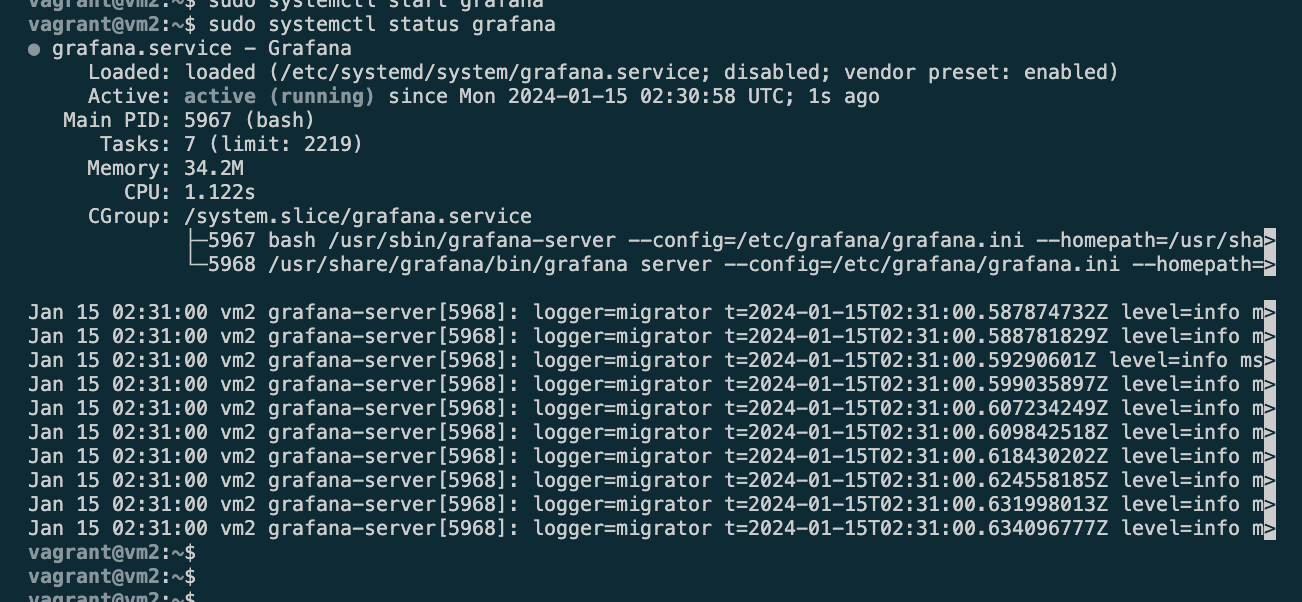 vagrant@vm2:~$ sudo systemctl start grafana
vagrant@vm2:~$ sudo systemctl status grafana
● grafana.service - Grafana
     Loaded: loaded (/etc/systemd/system/grafana.service; disabled; vendor preset: enabled)
     Active: active (running) since Mon 2024-01-15 02:30:58 UTC; 1s ago
   Main PID: 5967 (bash)
      Tasks: 7 (limit: 2219)
     Memory: 34.2M
        CPU: 1.122s
     CGroup: /system.slice/grafana.service
             ├─5967 bash /usr/sbin/grafana-server --config=/etc/grafana/grafana.ini --homepath=/usr/sha>
             └─5968 /usr/share/grafana/bin/grafana server --config=/etc/grafana/grafana.ini --homepath=>
Jan 15 02:31:00 vm2 grafana-server[5968]: logger=migrator t=2024-01-15T02:31:00.587874732Z level=info m>
Jan 15 02:31:00 vm2 grafana-server[5968]: logger=migrator t=2024-01-15T02:31:00.588781829Z level=info m>
Jan 15 02:31:00 vm2 grafana-server[5968]: logger=migrator t=2024-01-15T02:31:00.59290601Z level=info ms>
Jan 15 02:31:00 vm2 grafana-server[5968]: logger=migrator t=2024-01-15T02:31:00.599035897Z level=info m>
Jan 15 02:31:00 vm2 grafana-server[5968]: logger=migrator t=2024-01-15T02:31:00.607234249Z level=info m>
Jan 15 02:31:00 vm2 grafana-server[5968]: logger=migrator t=2024-01-15T02:31:00.609842518Z level=info m>
Jan 15 02:31:00 vm2 grafana-server[5968]: logger=migrator t=2024-01-15T02:31:00.618430202Z level=info m>
Jan 15 02:31:00 vm2 grafana-server[5968]: logger=migrator t=2024-01-15T02:31:00.624558185Z level=info m>
Jan 15 02:31:00 vm2 grafana-server[5968]: logger=migrator t=2024-01-15T02:31:00.631998013Z level=info m>
Jan 15 02:31:00 vm2 grafana-server[5968]: logger=migrator t=2024-01-15T02:31:00.634096777Z level=info m>
vagrant@vm2:~$
vagrant@vm2:~$
vagrant@vm2:~$